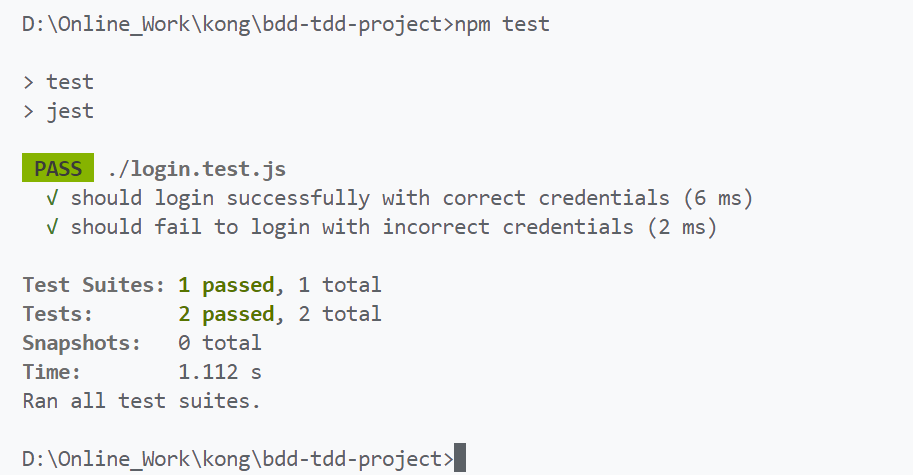 D:\Online_Work\kong\bdd-tdd-project>npm test
> test
> jest
PASS ./login.test.js
√ should login successfully with correct credentials (6 ms)
√ should fail to login with incorrect credentials (2 ms)
Test Suites: 1 passed, 1 total
Tests: 2 passed, 2 total
Snapshots: 0 total
Time: 1.112 s
Ran all test suites.
D:\Online_Work\kong\bdd-tdd-project>